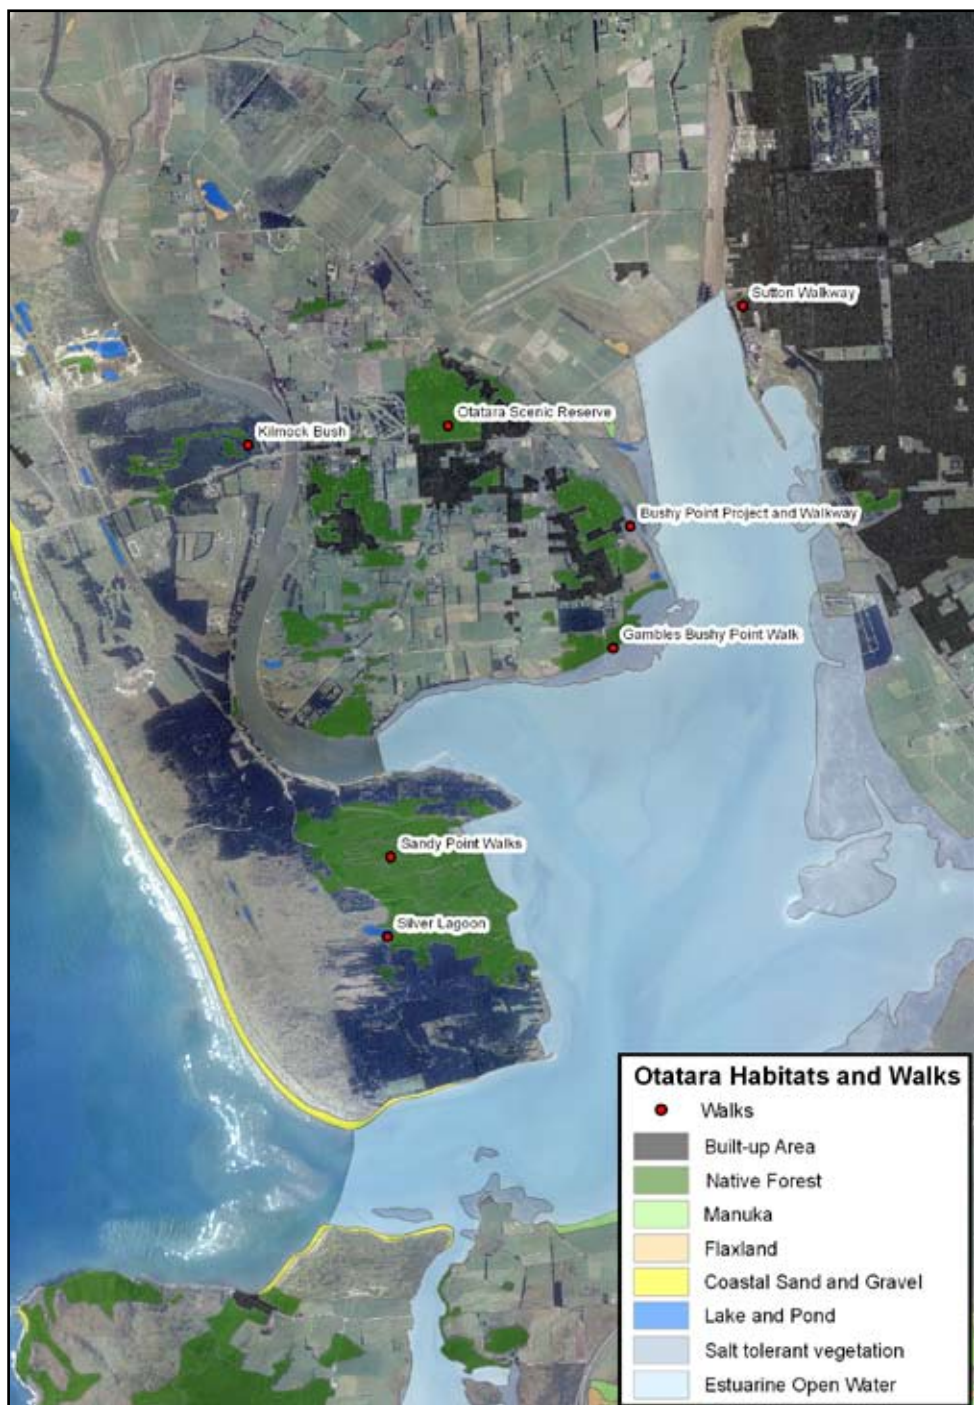 Sutton Walkway
Otatara Scenic Reserve
Kilmock Bush
Bushy Point Project and Walkway
Gambles Bushy Point Walk
Sandy Point Walks
Silver Lagoon
Otatara Habitats and Walks
Walks
Built-up Area
Native Forest
Manuka
Flaxland
Coastal Sand and Gravel
Lake and Pond
Salt tolerant vegetation
Estuarine Open Water